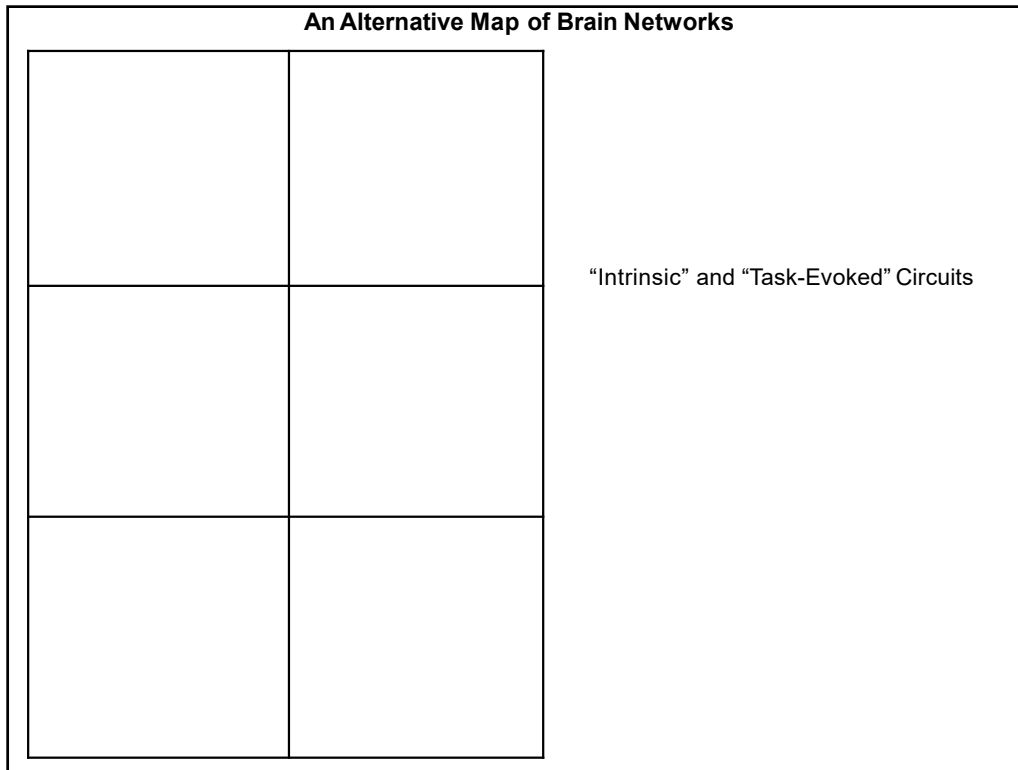 An Alternative Map of Brain Networks
“Intrinsic” and “Task-Evoked” Circuits